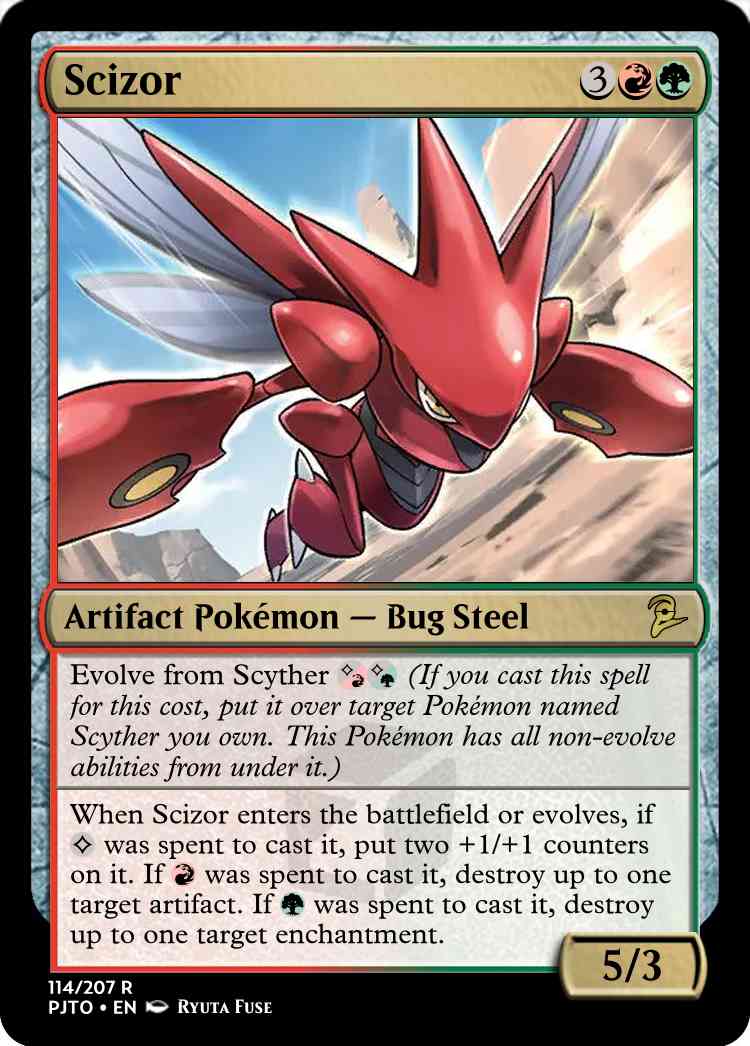 Scizor 3
Artifact Pokémon — Bug Steel
Evolve from Scyther (If you cast this spell
for this cost, put it over target Pokémon named
Scyther you own. This Pokémon has all non-evolve
abilities from under it.)
When Scizor enters the battlefield or evolves, if
was spent to cast it, put two +1/+1 counters
on it. If was spent to cast it, destroy up to one
target artifact. If was spent to cast it, destroy
up to one target enchantment.
5/3
114/207 R
PJTO • EN Ryuta Fuse